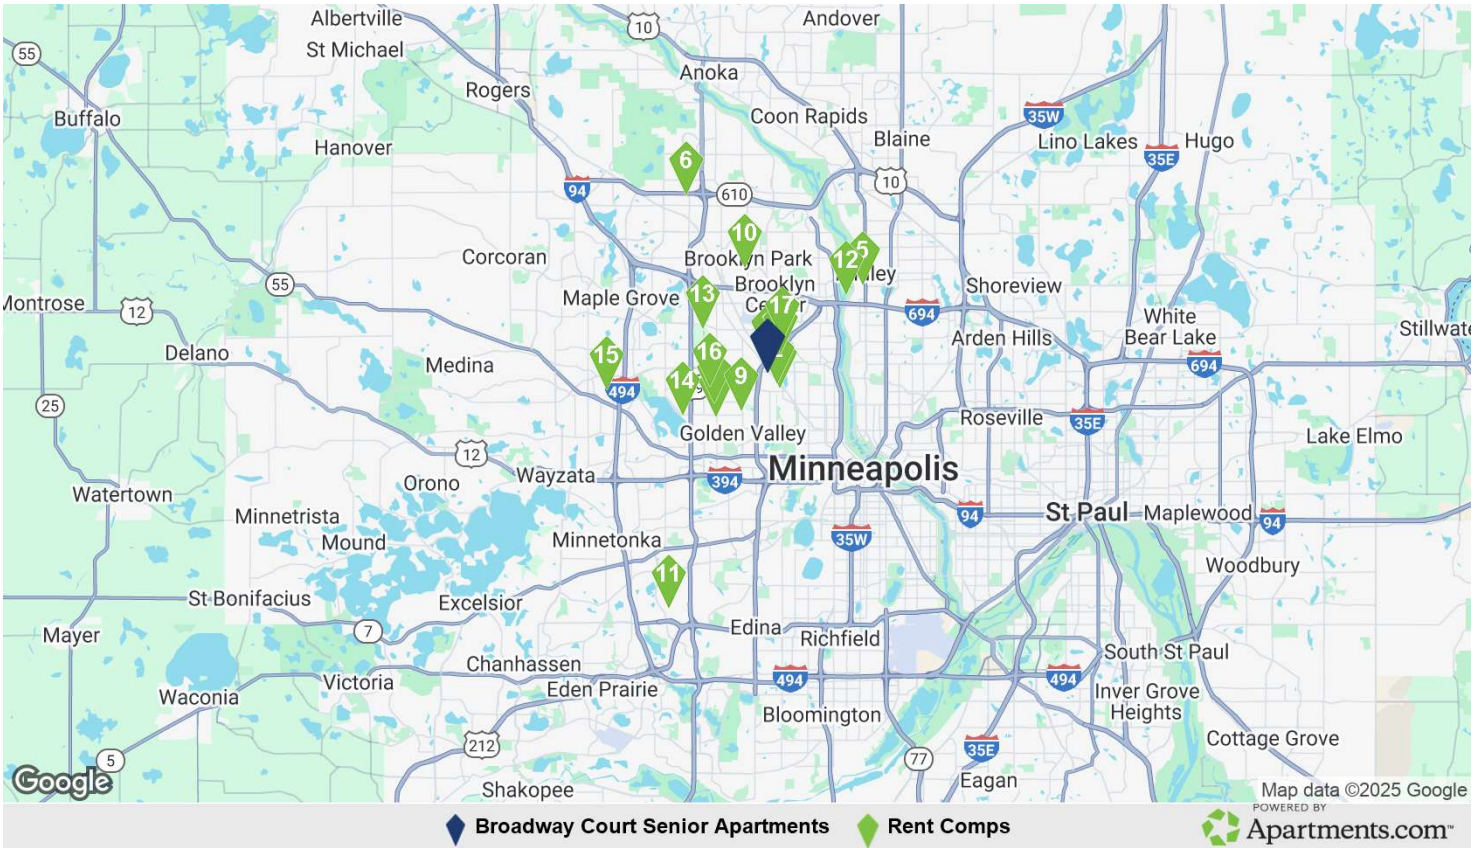 Albertville
Andover
10
55
St Michael
Anoka
Rogers
Coon Rapids
35W
Buffalo
Blaine
Lino Lakes
Hugo
Hanover
35E
6
94
610
10
10
12
5
Corcoran
Brooklyn Park
Brooklyn
55
13
17
Shoreview
Montrose
12
Maple Grove
694
White
Bear Lake
Stillwate
Arden Hills
Delano
15
16
Medina
694
14
9
494
25
Roseville
35E
Lake Elmo
Golden Valley
12
Wayzata
Minneapolis
394
Orono
Watertown
Minnetrista
94
St Paul
Maplewood
94
Mound
Minnetonka
35W
Woodbury
11
St Bonifacius
Excelsior
7
Mayer
Edina
Richfield
Chanhassen
South St Paul
Victoria
494
494
Waconia
Eden Prairie
Inver Grove
Heights
Bloomington
212
35E
Cottage Grove
5
77
Google
Shakopee
Eagan
Map data ©2025 Google
Broadway Court Senior Apartments
Rent Comps
POWERED BY
Apartments.com